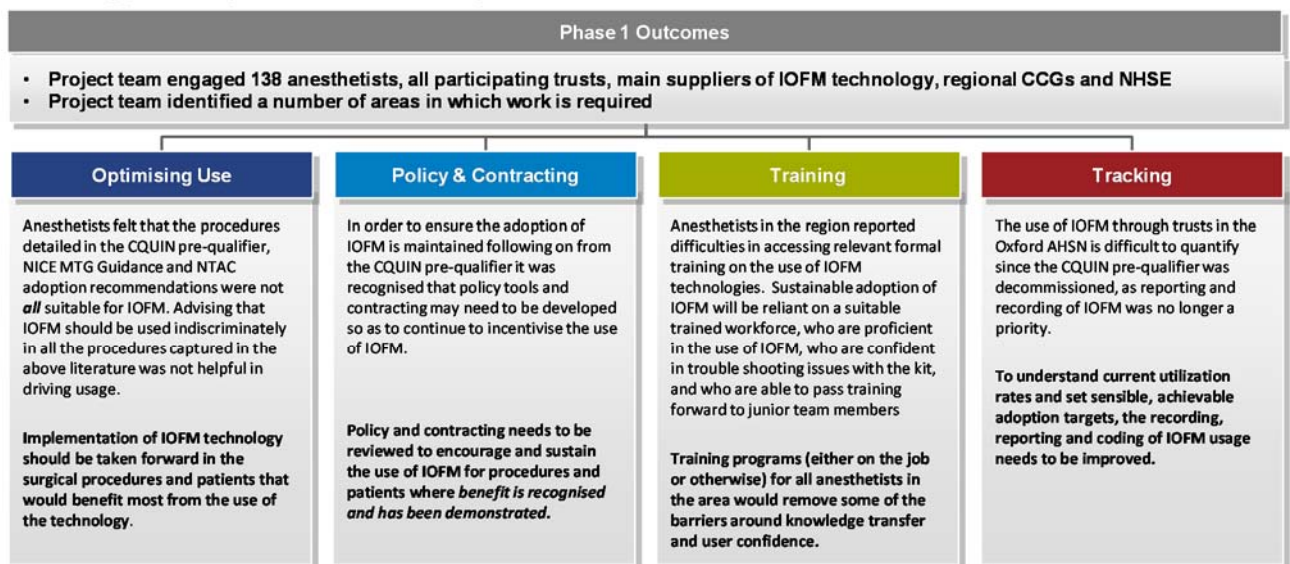 Phase 1 Outcomes
• Project team engaged 138 anesthetists, all participating trusts, main suppliers of IOFM technology, regional CCGs and NHSE
• Project team identified a number of areas in which work is required
Optimising Use
Anesthetists felt that the procedures
detailed in the CQUIN pre-qualifier,
NICE MTG Guidance and NTAC
adoption recommendations were not
all suitable for IOFM. Advising that
IOFM should be used indiscriminately
in all the procedures captured in the
above literature was not helpful in
driving usage.
Implementation of IOFM technology
should be taken forward in the
surgical procedures and patients that
would benefit most from the use of
the technology.
Policy & Contracting
In order to ensure the adoption of
IOFM is maintained following on from
the CQUIN pre-qualifier it was
recognised that policy tools and
contracting may need to be developed
so as to continue to incentivise the use
of IOFM.
Policy and contracting needs to be
reviewed to encourage and sustain
the use of IOFM for procedures and
patients where benefit is recognised
and has been demonstrated.
Training
Anesthetists in the region reported
difficulties in accessing relevant formal
training on the use of IOFM
technologies. Sustainable adoption of
IOFM will be reliant on a suitable
trained workforce, who are proficient
in the use of IOFM, who are confident
in trouble shooting issues with the kit,
and who are able to pass training
forward to junior team members
Training programs (either on the job
or otherwise) for all anesthetists in
the area would remove some of the
barriers around knowledge transfer
and user confidence.
Tracking
The use of IOFM through trusts in the
Oxford AHSN is difficult to quantify
since the CQUIN pre-qualifier was
decommissioned, as reporting and
recording of IOFM was no longer a
priority.
To understand current utilization
rates and set sensible, achievable
adoption targets, the recording,
reporting and coding of IOFM usage
needs to be improved.